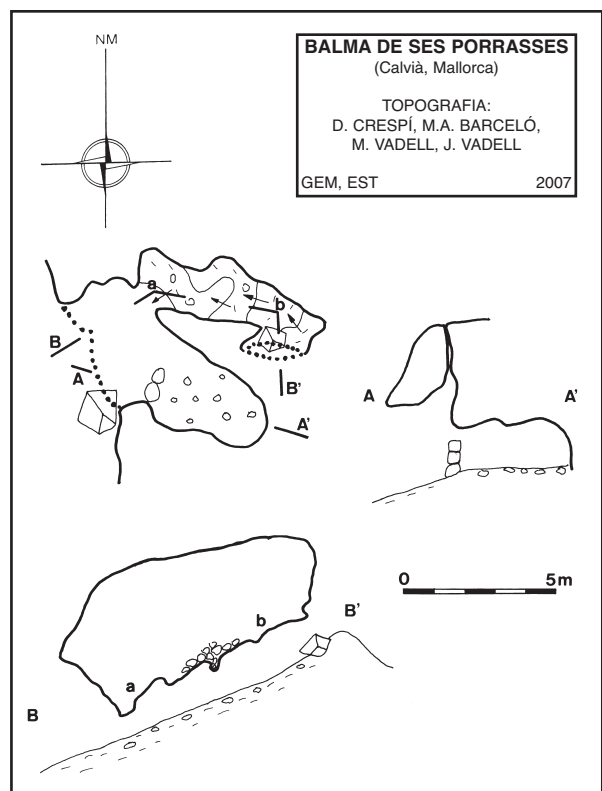 NM
BALMA DE SES PORRASSES
(Calvià, Mallorca)
TOPOGRAFIA:
D. CRESPÍ, M.A. BARCELÓ,
M. VADELL, J. VADELL
GEM, EST 2007
a
b
B
A
B'
A'
A A'
0 5m
b
B'
a
B